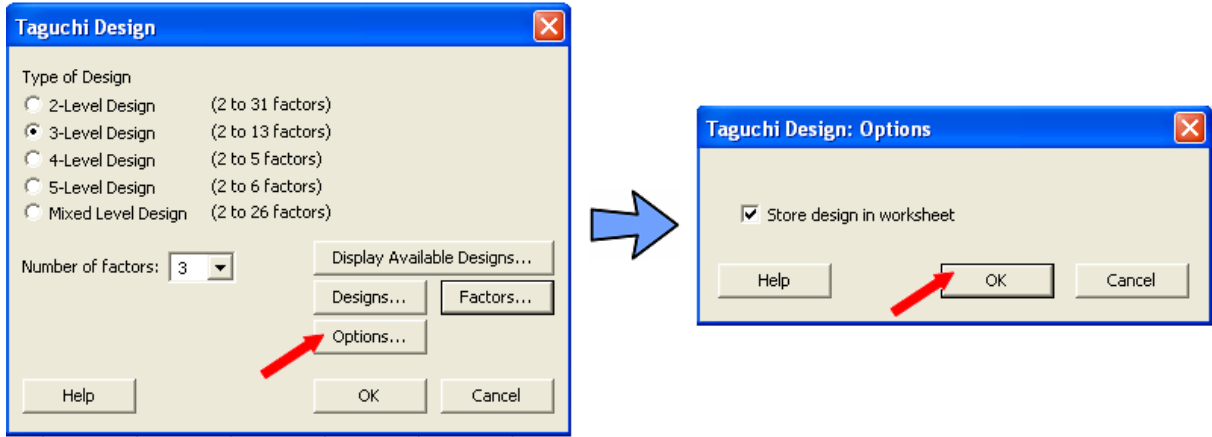 Taguchi Design
Type of Design
2-Level Design (2 to 31 factors)
3-Level Design (2 to 13 factors)
4-Level Design (2 to 5 factors)
5-Level Design (2 to 6 factors)
Mixed Level Design (2 to 26 factors)
Number of factors: 3
Display Available Designs...
Designs... Factors...
Options...
Help OK Cancel
Taguchi Design: Options
Store design in worksheet
Help OK Cancel